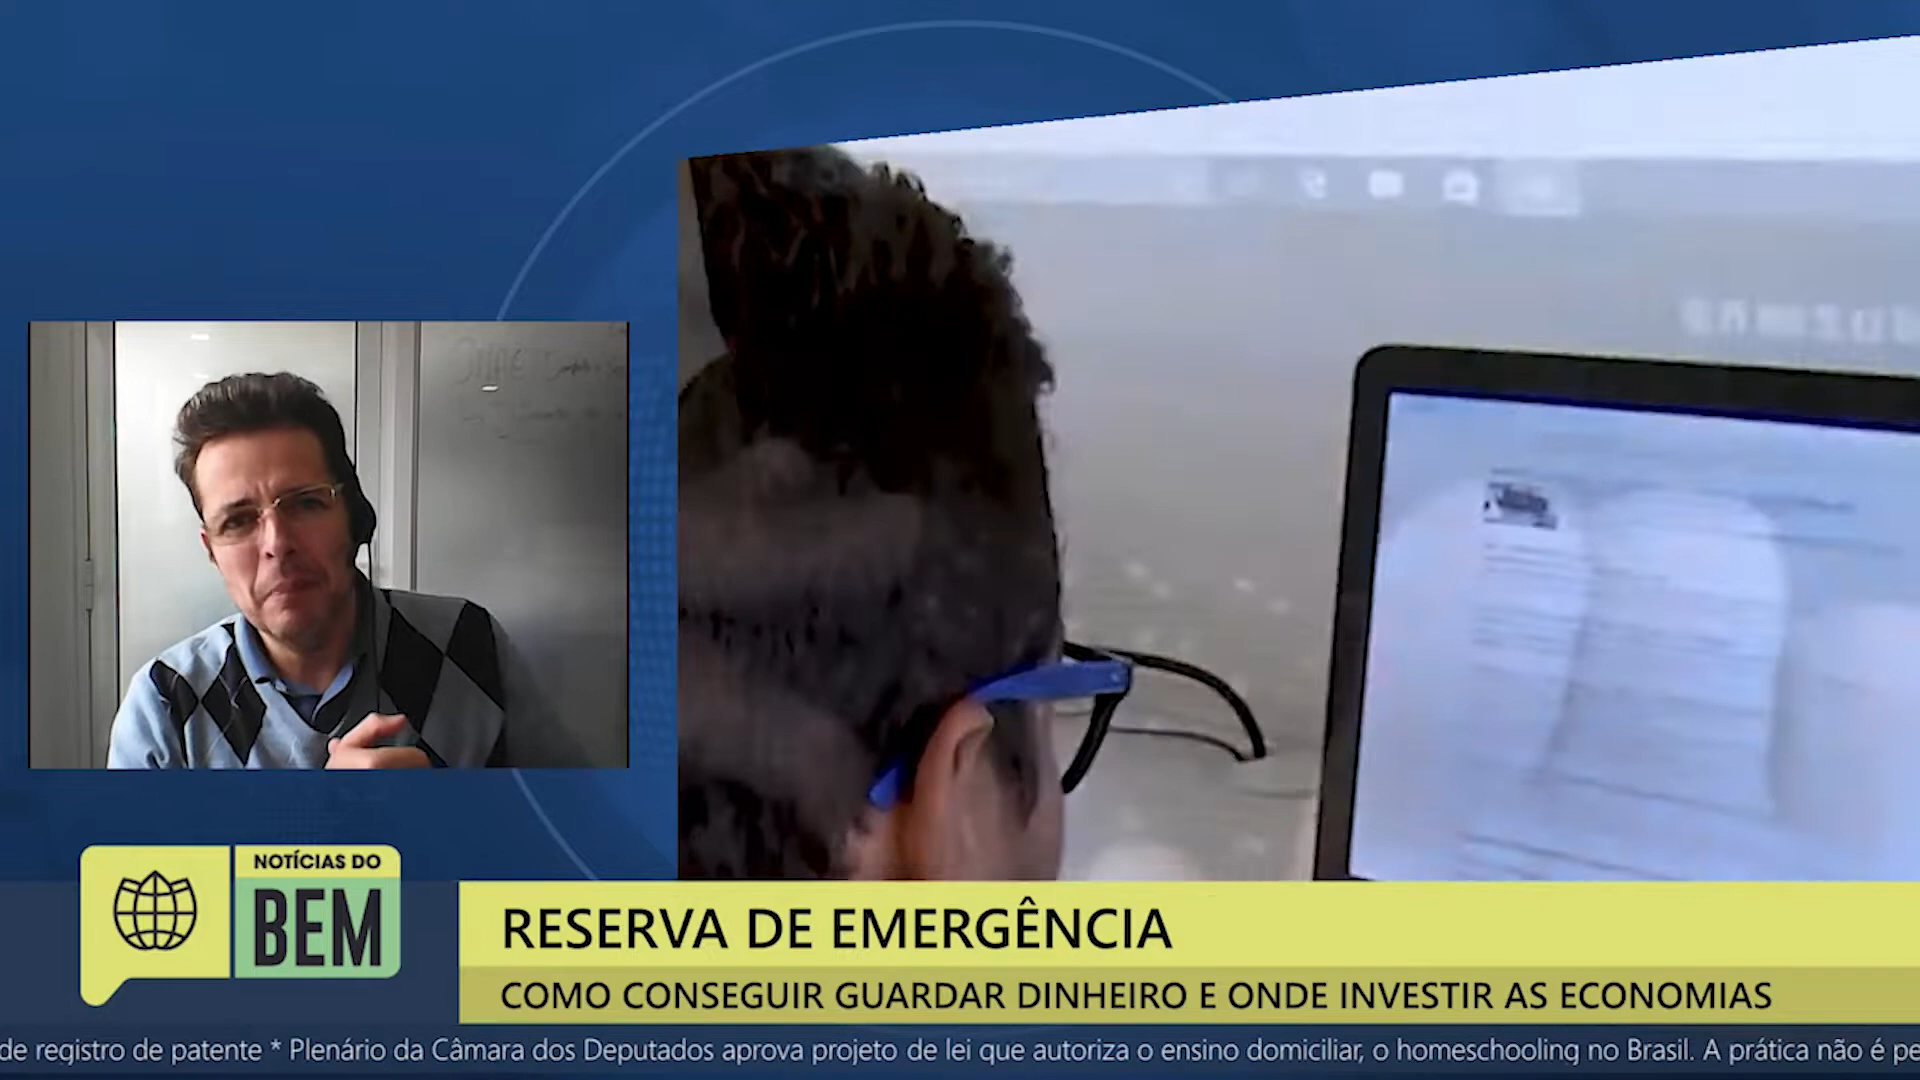 NOTÍCIAS DO
BEM
RESERVA DE EMERGÊNCIA
COMO CONSEGUIR GUARDAR DINHEIRO E ONDE INVESTIR AS ECONOMIAS
de registro de patente * Plenário da Câmara dos Deputados aprova projeto de lei que autoriza o ensino domiciliar, o homeschooling no Brasil. A prática não é pe